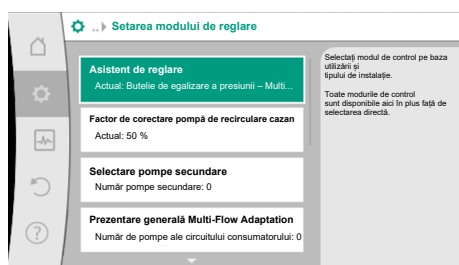 ..▸ Setarea modului de reglare
Asistent de reglare
Actual: Butelie de egalizare a presiunii – Multi...
Factor de corectare pompă de recirculare cazan
Actual: 50 %
Selectare pompe secundare
Număr pompe secundare: 0
Prezentare generală Multi-Flow Adaptation
Număr de pompe ale circuitului consumatorului: 0
Selectați modul de control pe baza
utilizării și
tipului de instalație.
Toate modurile de control
sunt disponibile aici în plus față de
selectarea directă.
?